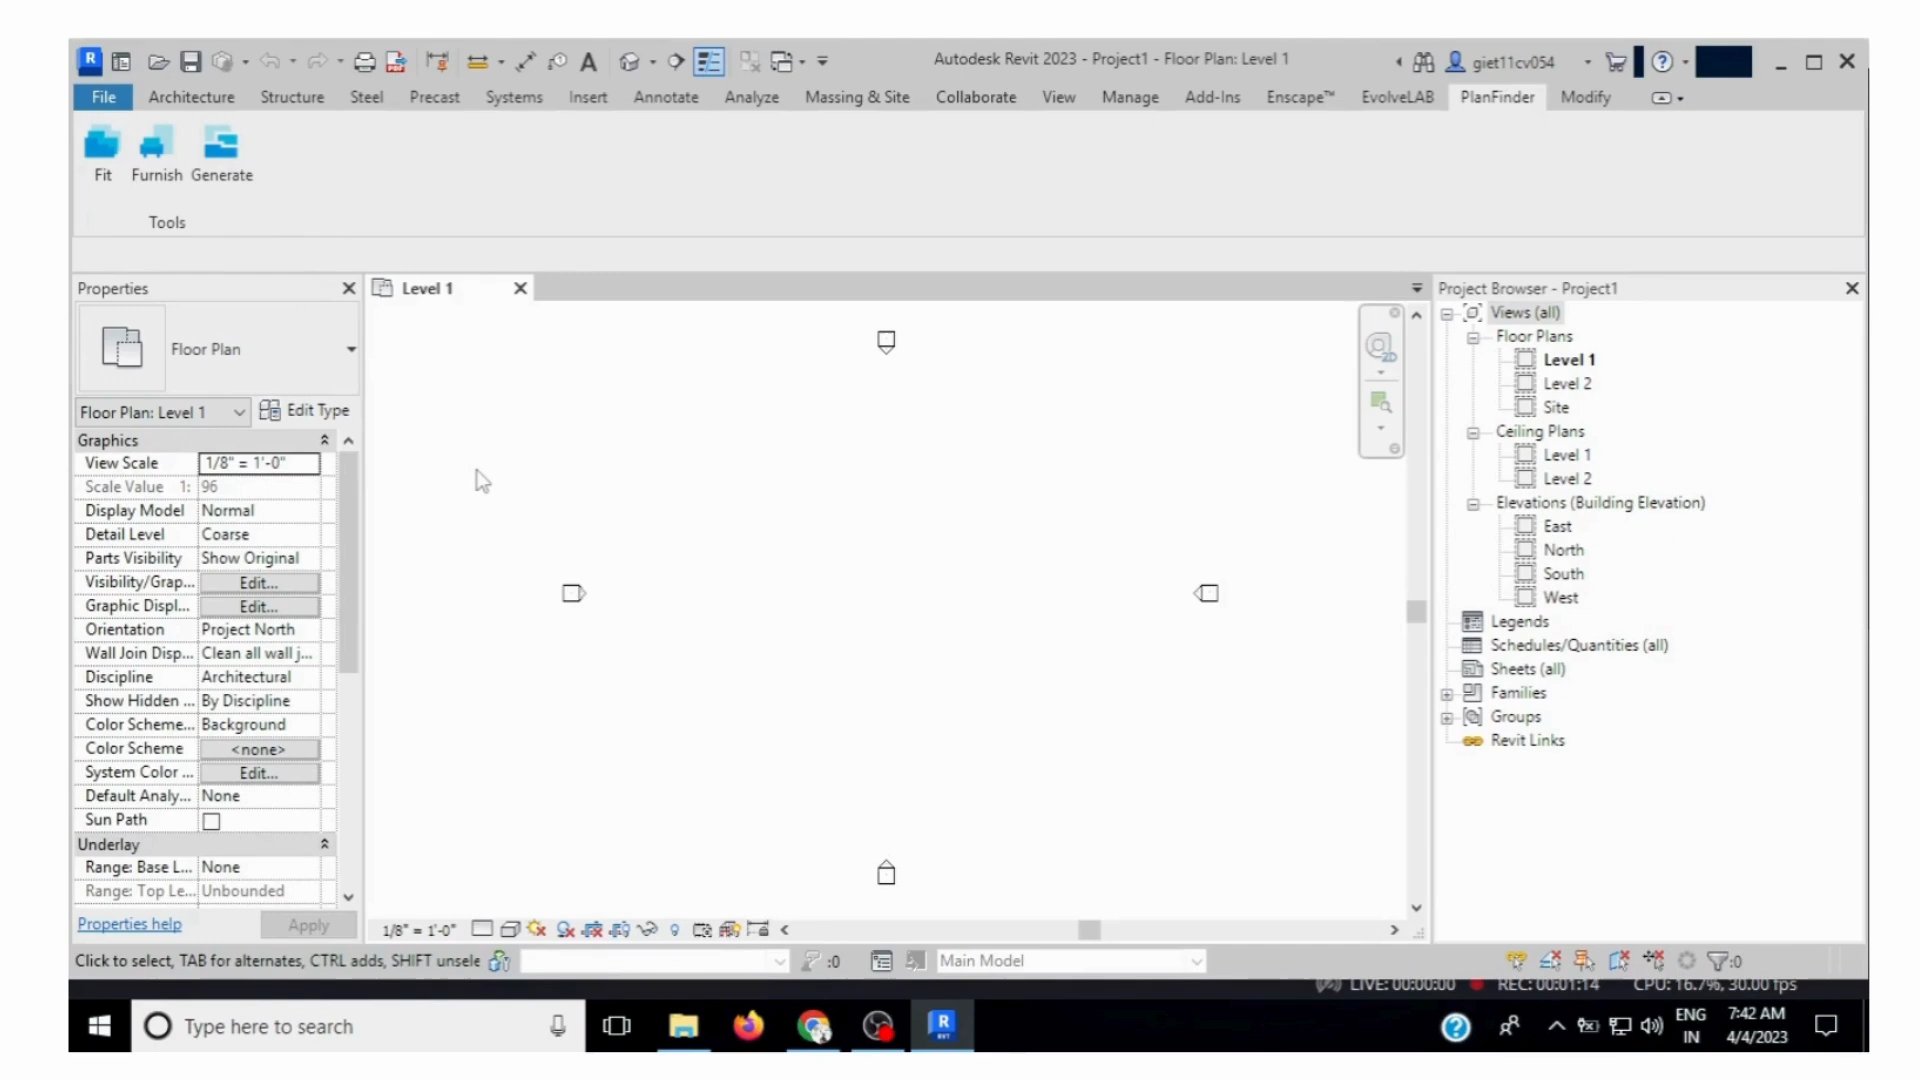 Autodesk Revit 2023 - Project1 - Floor Plan: Level 1
giet11cv054
File Architecture Structure Steel Precast Systems Insert Annotate Analyze Massing & Site Collaborate View Manage Add-Ins Enscape™ EvolveLAB PlanFinder Modify
Fit Furnish Generate
Tools
Properties
Floor Plan
Floor Plan: Level 1 Edit Type
Graphics
View Scale 1/8" = 1'-0"
Scale Value 1: 96
Display Model Normal
Detail Level Coarse
Parts Visibility Show Original
Visibility/Grap... Edit...
Graphic Displ... Edit...
Orientation Project North
Wall Join Disp... Clean all wall j...
Discipline Architectural
Show Hidden ... By Discipline
Color Scheme... Background
Color Scheme <none>
System Color ... Edit...
Default Analy... None
Sun Path
Underlay
Range: Base L... None
Range: Top Le... Unbounded
Properties help Apply
Level 1
2D
1/8" = 1'-0"
Project Browser - Project1
Views (all)
Floor Plans
Level 1
Level 2
Site
Ceiling Plans
Level 1
Level 2
Elevations (Building Elevation)
East
North
South
West
Legends
Schedules/Quantities (all)
Sheets (all)
Families
Groups
Revit Links
Click to select, TAB for alternates, CTRL adds, SHIFT unsele
:0
Main Model
:0
LIVE: 00:00:00 REC: 00:01:14 CPU: 16.7%, 30.00 fps
Type here to search
R
RVT
ENG
IN
7:42 AM
4/4/2023